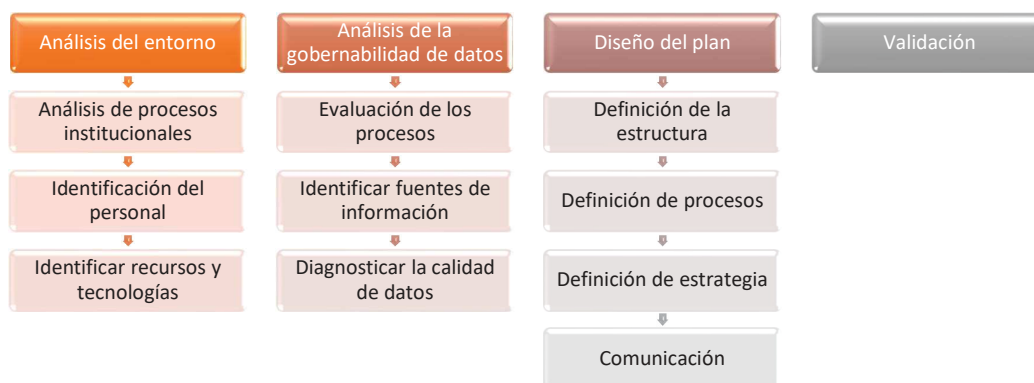 Análisis del entorno
Análisis de procesos
institucionales
Identificación del
personal
Identificar recursos y
tecnologías
Análisis de la
gobernabilidad de datos
Evaluación de los
procesos
Identificar fuentes de
información
Diagnosticar la calidad
de datos
Diseño del plan
Definición de la
estructura
Definición de procesos
Definición de estrategia
Comunicación
Validación